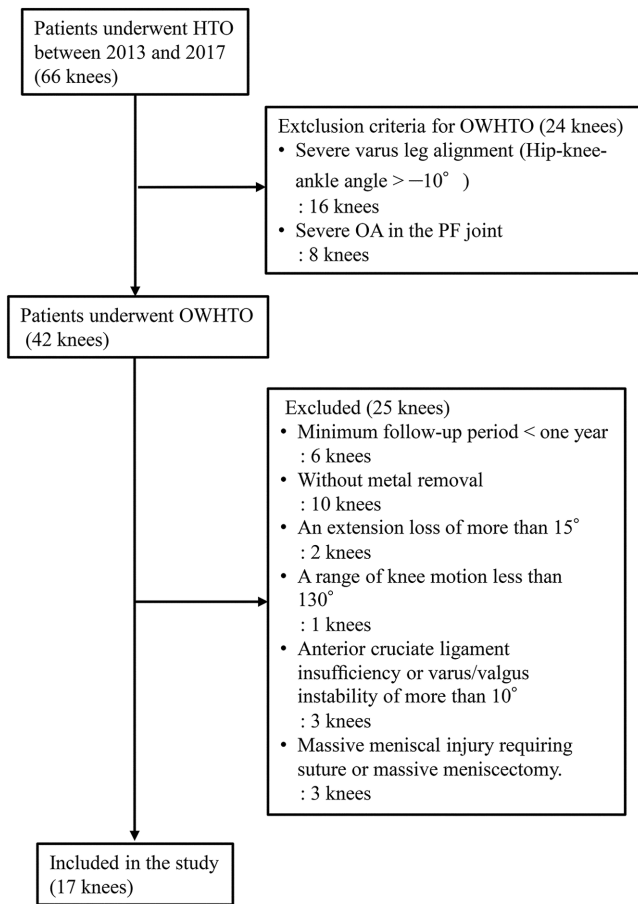 Patients underwent HTO
between 2013 and 2017
(66 knees)
Extclusion criteria for OWHTO (24 knees)
• Severe varus leg alignment (Hip-knee-
ankle angle > −10° )
: 16 knees
• Severe OA in the PF joint
: 8 knees
Patients underwent OWHTO
(42 knees)
Excluded (25 knees)
• Minimum follow-up period < one year
: 6 knees
• Without metal removal
: 10 knees
• An extension loss of more than 15°
: 2 knees
• A range of knee motion less than
130°
: 1 knees
• Anterior cruciate ligament
insufficiency or varus/valgus
instability of more than 10°
: 3 knees
• Massive meniscal injury requiring
suture or massive meniscectomy.
: 3 knees
Included in the study
(17 knees)